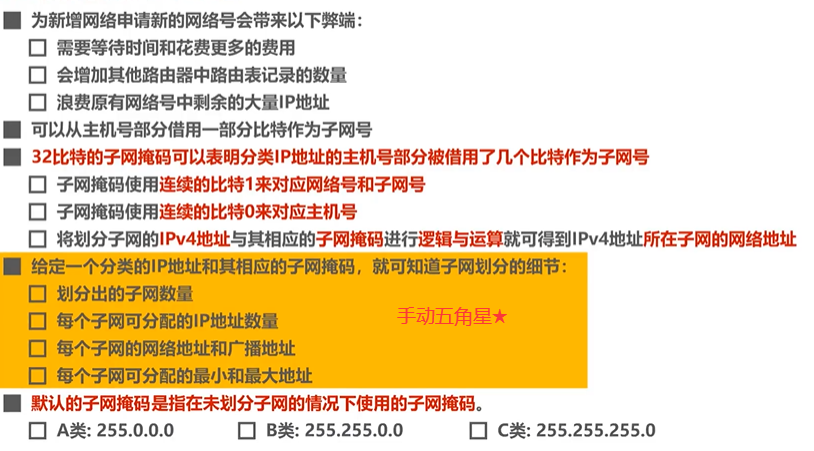 为新增网络申请新的网络号会带来以下弊端：
需要等待时间和花费更多的费用
会增加其他路由器中路由表记录的数量
浪费原有网络号中剩余的大量IP地址
可以从主机号部分借用一部分比特作为子网号
32比特的子网掩码可以表明分类IP地址的主机号部分被借用了几个比特作为子网号
子网掩码使用连续的比特1来对应网络号和子网号
子网掩码使用连续的比特0来对应主机号
将划分子网的IPv4地址与其相应的子网掩码进行逻辑与运算就可得到IPv4地址所在子网的网络地址
给定一个分类的IP地址和其相应的子网掩码，就可知道子网划分的细节：
划分出的子网数量
每个子网可分配的IP地址数量 手动五角星★
每个子网的网络地址和广播地址
每个子网可分配的最小和最大地址
默认的子网掩码是指在未划分子网的情况下使用的子网掩码。
A类: 255.0.0.0 B类: 255.255.0.0 C类: 255.255.255.0